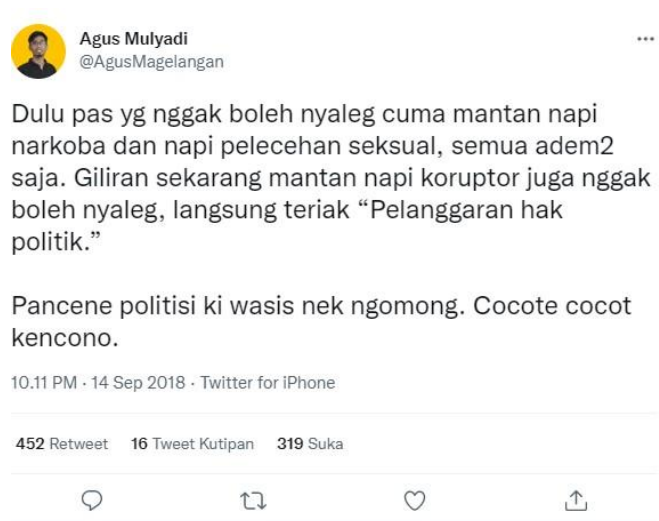 Agus Mulyadi
@AgusMagelangan
Dulu pas yg nggak boleh nyaleg cuma mantan napi
narkoba dan napi pelecehan seksual, semua adem2
saja. Giliran sekarang mantan napi koruptor juga nggak
boleh nyaleg, langsung teriak “Pelanggaran hak
politik.”
Pancene politisi ki wasis nek ngomong. Cocote cocot
kencono.
10.11 PM · 14 Sep 2018 · Twitter for iPhone
452 Retweet 16 Tweet Kutipan 319 Suka